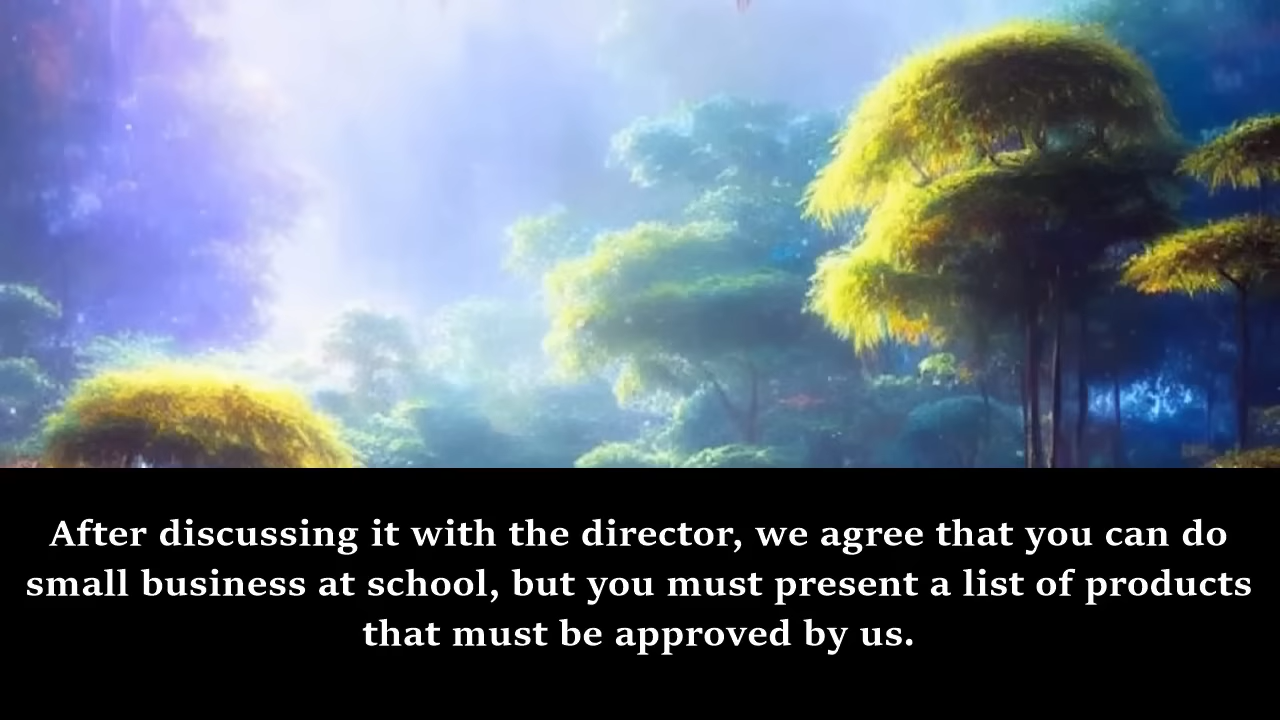 After discussing it with the director, we agree that you can do
small business at school, but you must present a list of products
that must be approved by us.